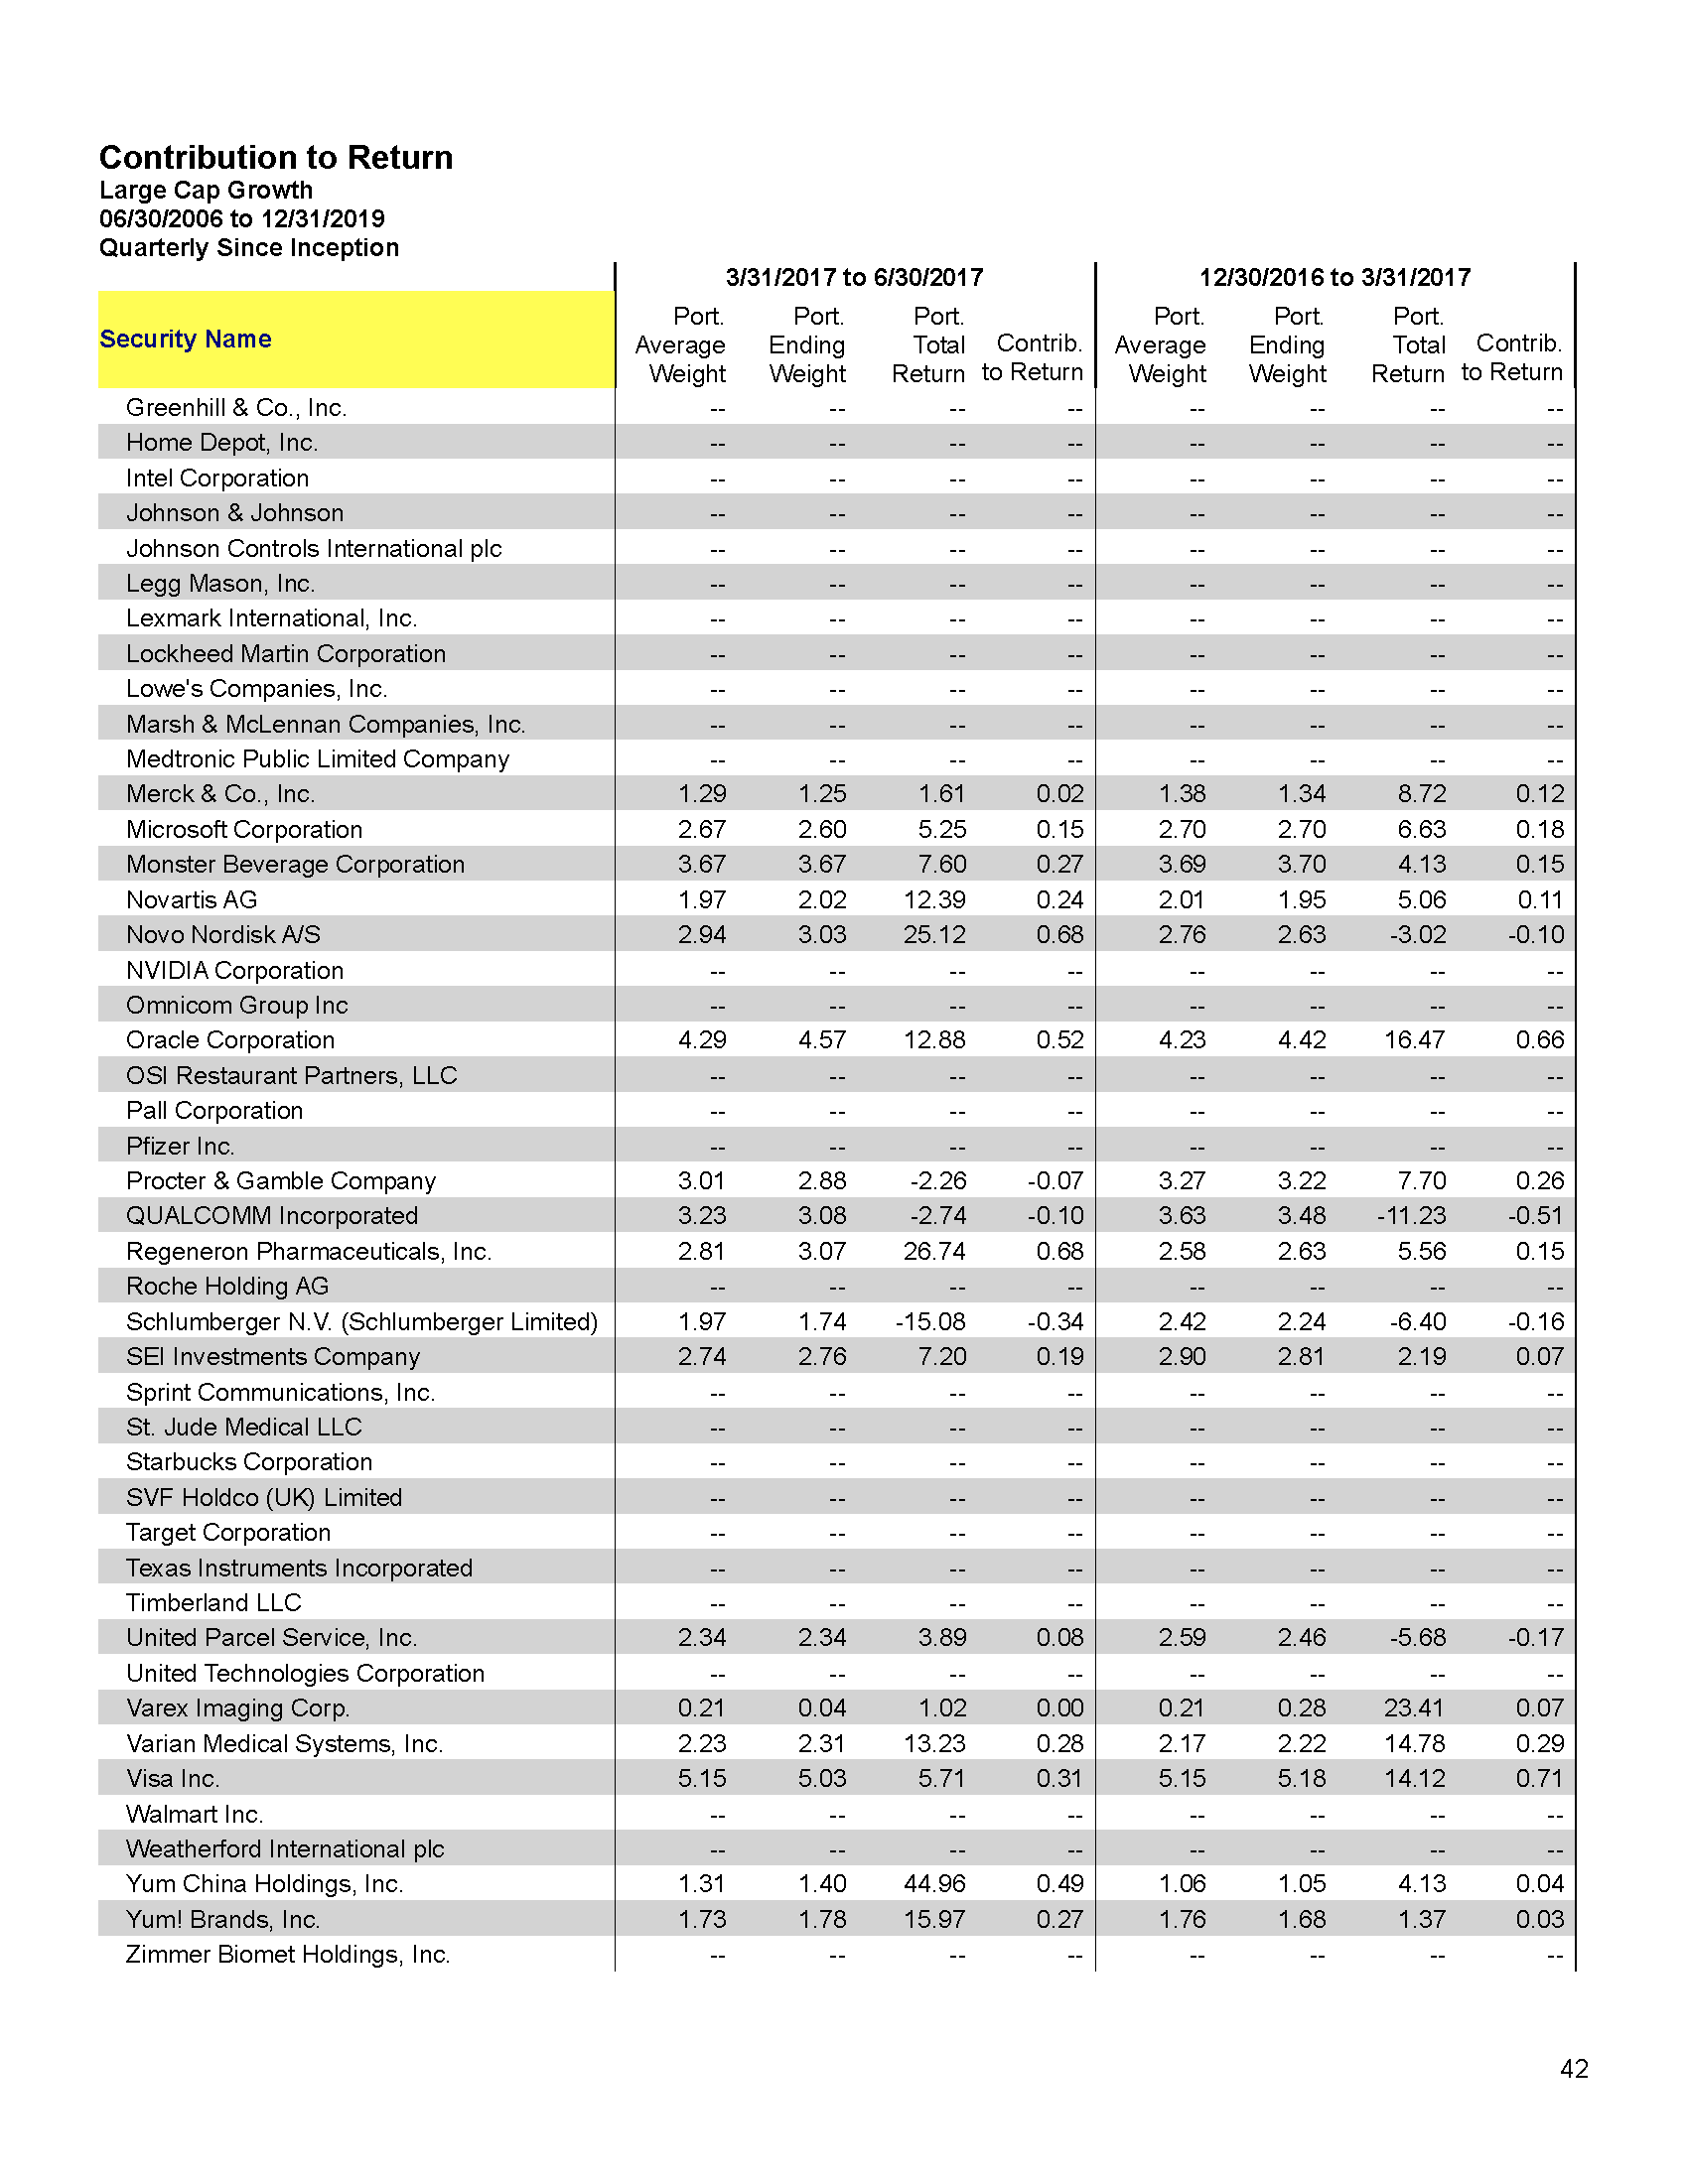 Contribution to Return
Large Cap Growth
06/30/2006 to 12/31/2019
Quarterly Since Inception
3/31/2017 to 6/30/2017 12/30/2016 to 3/31/2017
Security Name Port. Average Weight Port. Ending Weight Port. Total Return Contrib. to Return Port. Average Weight Port. Ending Weight Port. Total Return Contrib. to Return
Greenhill & Co., Inc. -- -- -- -- -- -- -- --
Home Depot, Inc. -- -- -- -- -- -- -- --
Intel Corporation -- -- -- -- -- -- -- --
Johnson & Johnson -- -- -- -- -- -- -- --
Johnson Controls International plc -- -- -- -- -- -- -- --
Legg Mason, Inc. -- -- -- -- -- -- -- --
Lexmark International, Inc. -- -- -- -- -- -- -- --
Lockheed Martin Corporation -- -- -- -- -- -- -- --
Lowe's Companies, Inc. -- -- -- -- -- -- -- --
Marsh & McLennan Companies, Inc. -- -- -- -- -- -- -- --
Medtronic Public Limited Company -- -- -- -- -- -- -- --
Merck & Co., Inc. 1.29 1.25 1.61 0.02 1.38 1.34 8.72 0.12
Microsoft Corporation 2.67 2.60 5.25 0.15 2.70 2.70 6.63 0.18
Monster Beverage Corporation 3.67 3.67 7.60 0.27 3.69 3.70 4.13 0.15
Novartis AG 1.97 2.02 12.39 0.24 2.01 1.95 5.06 0.11
Novo Nordisk A/S 2.94 3.03 25.12 0.68 2.76 2.63 -3.02 -0.10
NVIDIA Corporation -- -- -- -- -- -- -- --
Omnicom Group Inc -- -- -- -- -- -- -- --
Oracle Corporation 4.29 4.57 12.88 0.52 4.23 4.42 16.47 0.66
OSI Restaurant Partners, LLC -- -- -- -- -- -- -- --
Pall Corporation -- -- -- -- -- -- -- --
Pfizer Inc. -- -- -- -- -- -- -- --
Procter & Gamble Company 3.01 2.88 -2.26 -0.07 3.27 3.22 7.70 0.26
QUALCOMM Incorporated 3.23 3.08 -2.74 -0.10 3.63 3.48 -11.23 -0.51
Regeneron Pharmaceuticals, Inc. 2.81 3.07 26.74 0.68 2.58 2.63 5.56 0.15
Roche Holding AG -- -- -- -- -- -- -- --
Schlumberger N.V. (Schlumberger Limited) 1.97 1.74 -15.08 -0.34 2.42 2.24 -6.40 -0.16
SEI Investments Company 2.74 2.76 7.20 0.19 2.90 2.81 2.19 0.07
Sprint Communications, Inc. -- -- -- -- -- -- -- --
St. Jude Medical LLC -- -- -- -- -- -- -- --
Starbucks Corporation -- -- -- -- -- -- -- --
SVF Holdco (UK) Limited -- -- -- -- -- -- -- --
Target Corporation -- -- -- -- -- -- -- --
Texas Instruments Incorporated -- -- -- -- -- -- -- --
Timberland LLC -- -- -- -- -- -- -- --
United Parcel Service, Inc. 2.34 2.34 3.89 0.08 2.59 2.46 -5.68 -0.17
United Technologies Corporation -- -- -- -- -- -- -- --
Varex Imaging Corp. 0.21 0.04 1.02 0.00 0.21 0.28 23.41 0.07
Varian Medical Systems, Inc. 2.23 2.31 13.23 0.28 2.17 2.22 14.78 0.29
Visa Inc. 5.15 5.03 5.71 0.31 5.15 5.18 14.12 0.71
Walmart Inc. -- -- -- -- -- -- -- --
Weatherford International plc -- -- -- -- -- -- -- --
Yum China Holdings, Inc. 1.31 1.40 44.96 0.49 1.06 1.05 4.13 0.04
Yum! Brands, Inc. 1.73 1.78 15.97 0.27 1.76 1.68 1.37 0.03
Zimmer Biomet Holdings, Inc. -- -- -- -- -- -- -- --
42